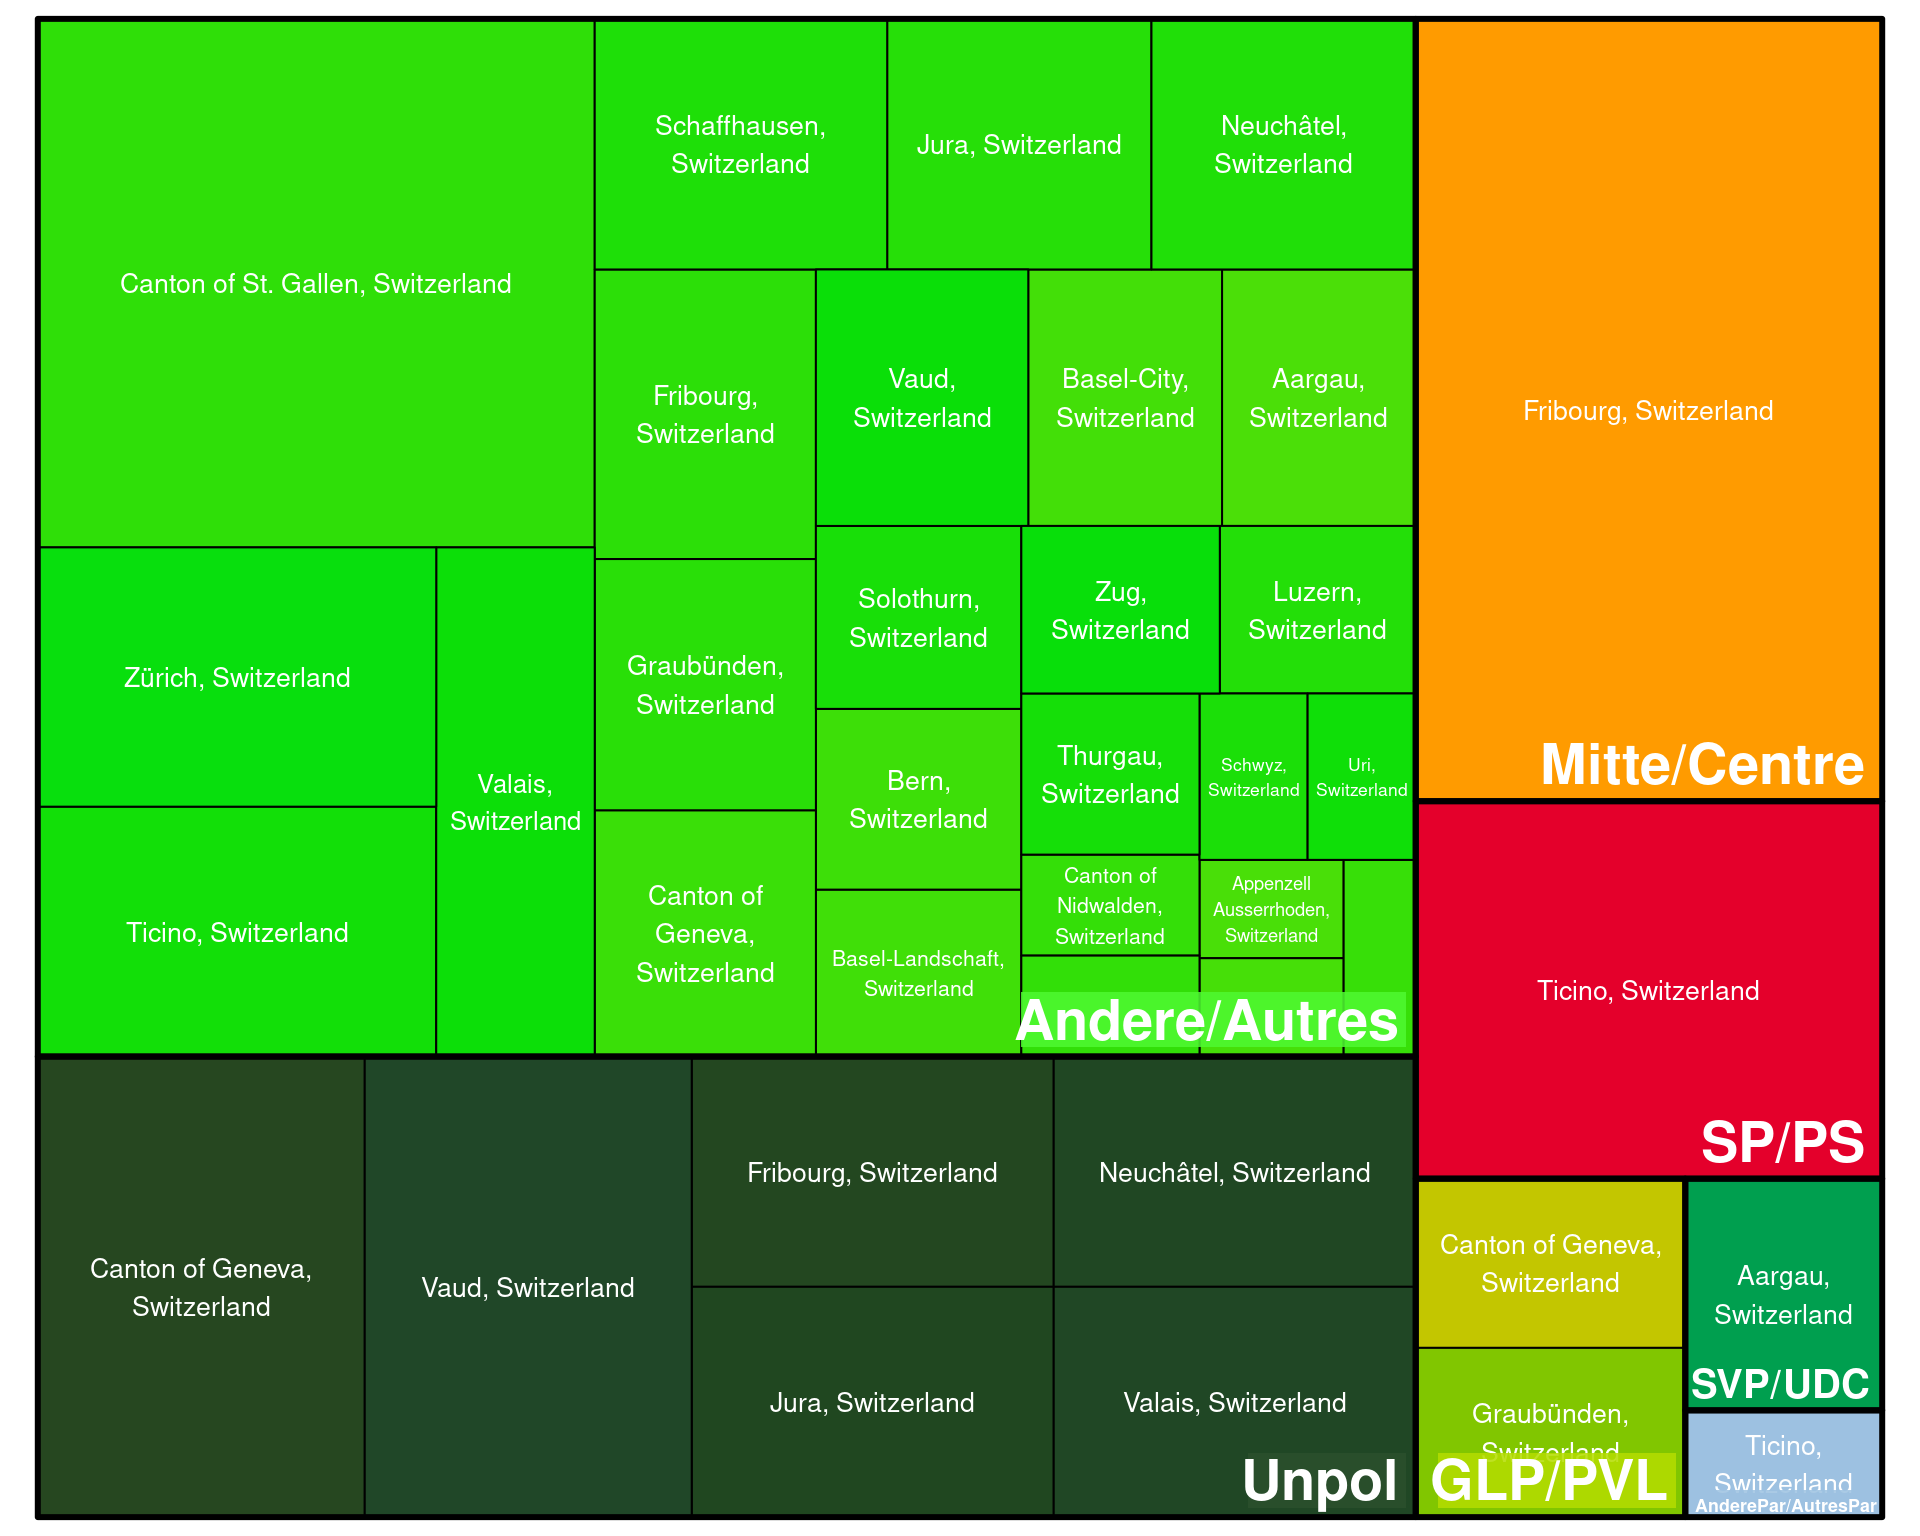 Canton of St. Gallen, Switzerland
Schaffhausen,
Switzerland
Jura, Switzerland
Neuchâtel,
Switzerland
Fribourg,
Switzerland
Vaud,
Switzerland
Basel-City,
Switzerland
Aargau,
Switzerland
Zürich, Switzerland
Valais,
Switzerland
Ticino, Switzerland
Graubünden,
Switzerland
Canton of
Geneva,
Switzerland
Solothurn,
Switzerland
Zug,
Switzerland
Luzern,
Switzerland
Bern,
Switzerland
Thurgau,
Switzerland
Schwyz,
Switzerland
Uri,
Switzerland
Basel-Landschaft,
Switzerland
Canton of
Nidwalden,
Switzerland
Appenzell
Ausserrhoden,
Switzerland
Andere/Autres
Canton of Geneva,
Switzerland
Vaud, Switzerland
Fribourg, Switzerland
Neuchâtel, Switzerland
Jura, Switzerland
Valais, Switzerland
Unpol
Fribourg, Switzerland
Mitte/Centre
Ticino, Switzerland
SP/PS
Canton of Geneva,
Switzerland
Graubünden,
Switzerland
GLP/PVL
Aargau,
Switzerland
SVP/UDC
Ticino,
Switzerland
AnderePar/AutresPar